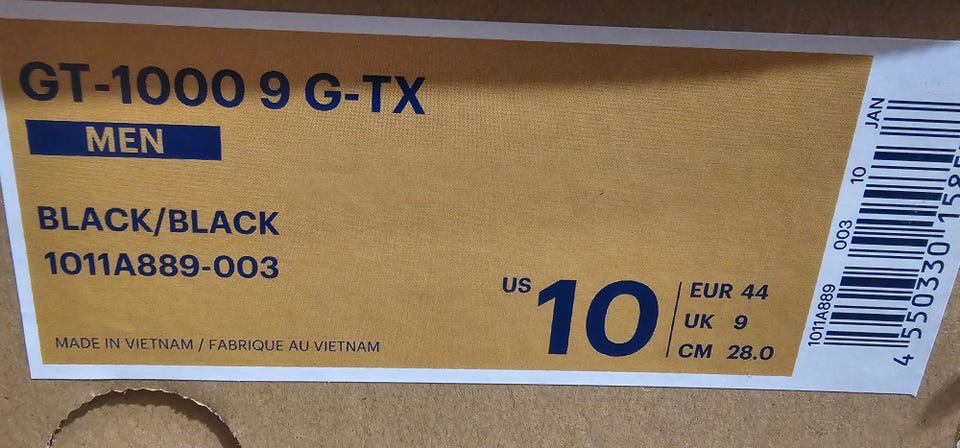 GT-1000 9 G-TX
MEN
BLACK/BLACK
1011A889-003
MADE IN VIETNAM / FABRIQUE AU VIETNAM
US 10
EUR 44
UK 9
CM 28.0
1011A889 003 10 JAN
4 550330 158